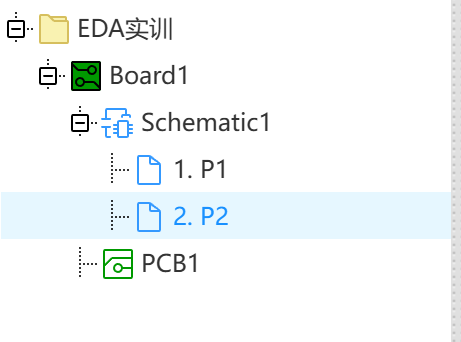 EDA实训
Board1
Schematic1
1. P1
2. P2
PCB1